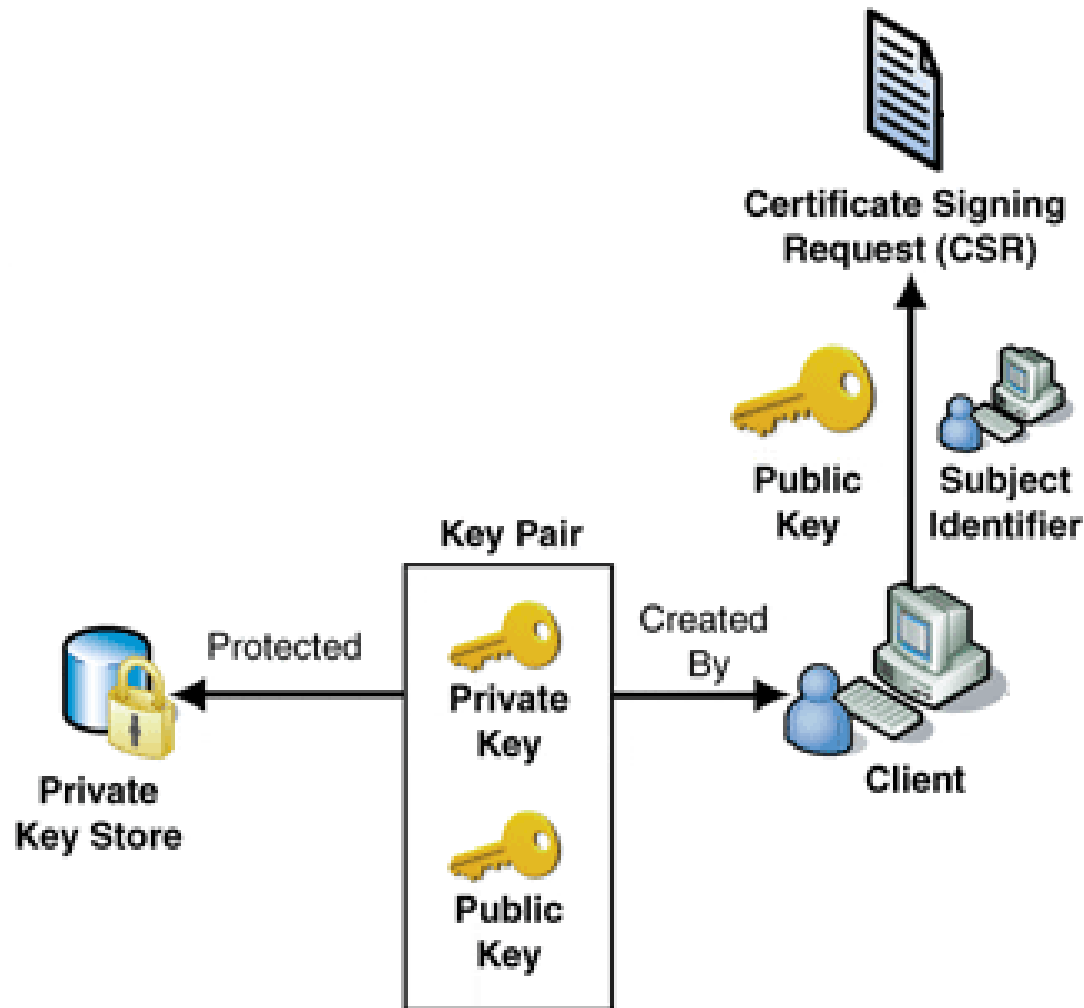 Certificate Signing
Request (CSR)
Public
Key
Subject
Identifier
Key Pair
Protected
Private
Key
Created
By
Private
Key Store
Client
Public
Key